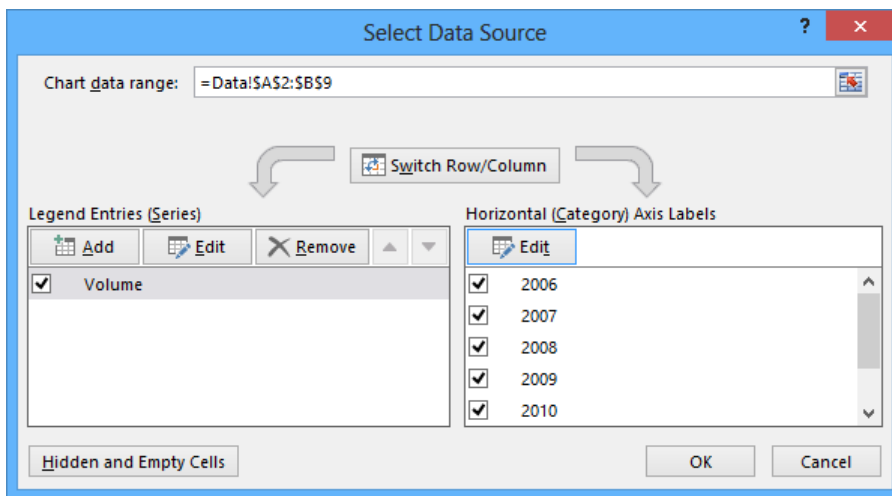 Select Data Source
?
Chart data range: =Data!$A$2:$B$9
Switch Row/Column
Legend Entries (Series)
Add Edit Remove
Volume
Horizontal (Category) Axis Labels
Edit
2006
2007
2008
2009
2010
Hidden and Empty Cells
OK Cancel